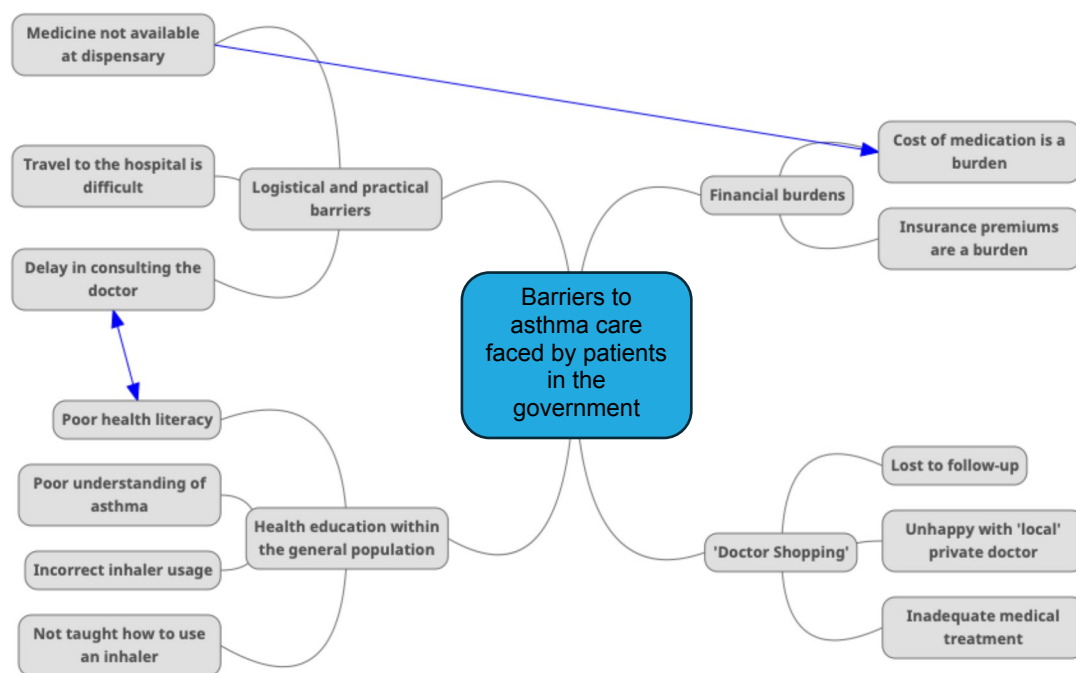 Medicine not available
at dispensary
Travel to the hospital is
difficult
Logistical and practical
barriers
Delay in consulting the
doctor
Cost of medication is a
burden
Financial burdens
Insurance premiums
are a burden
Barriers to
asthma care
faced by patients
in the
government
Poor health literacy
Poor understanding of
asthma
Health education within
the general population
Incorrect inhaler usage
Not taught how to use
an inhaler
Lost to follow-up
'Doctor Shopping'
Unhappy with 'local'
private doctor
Inadequate medical
treatment